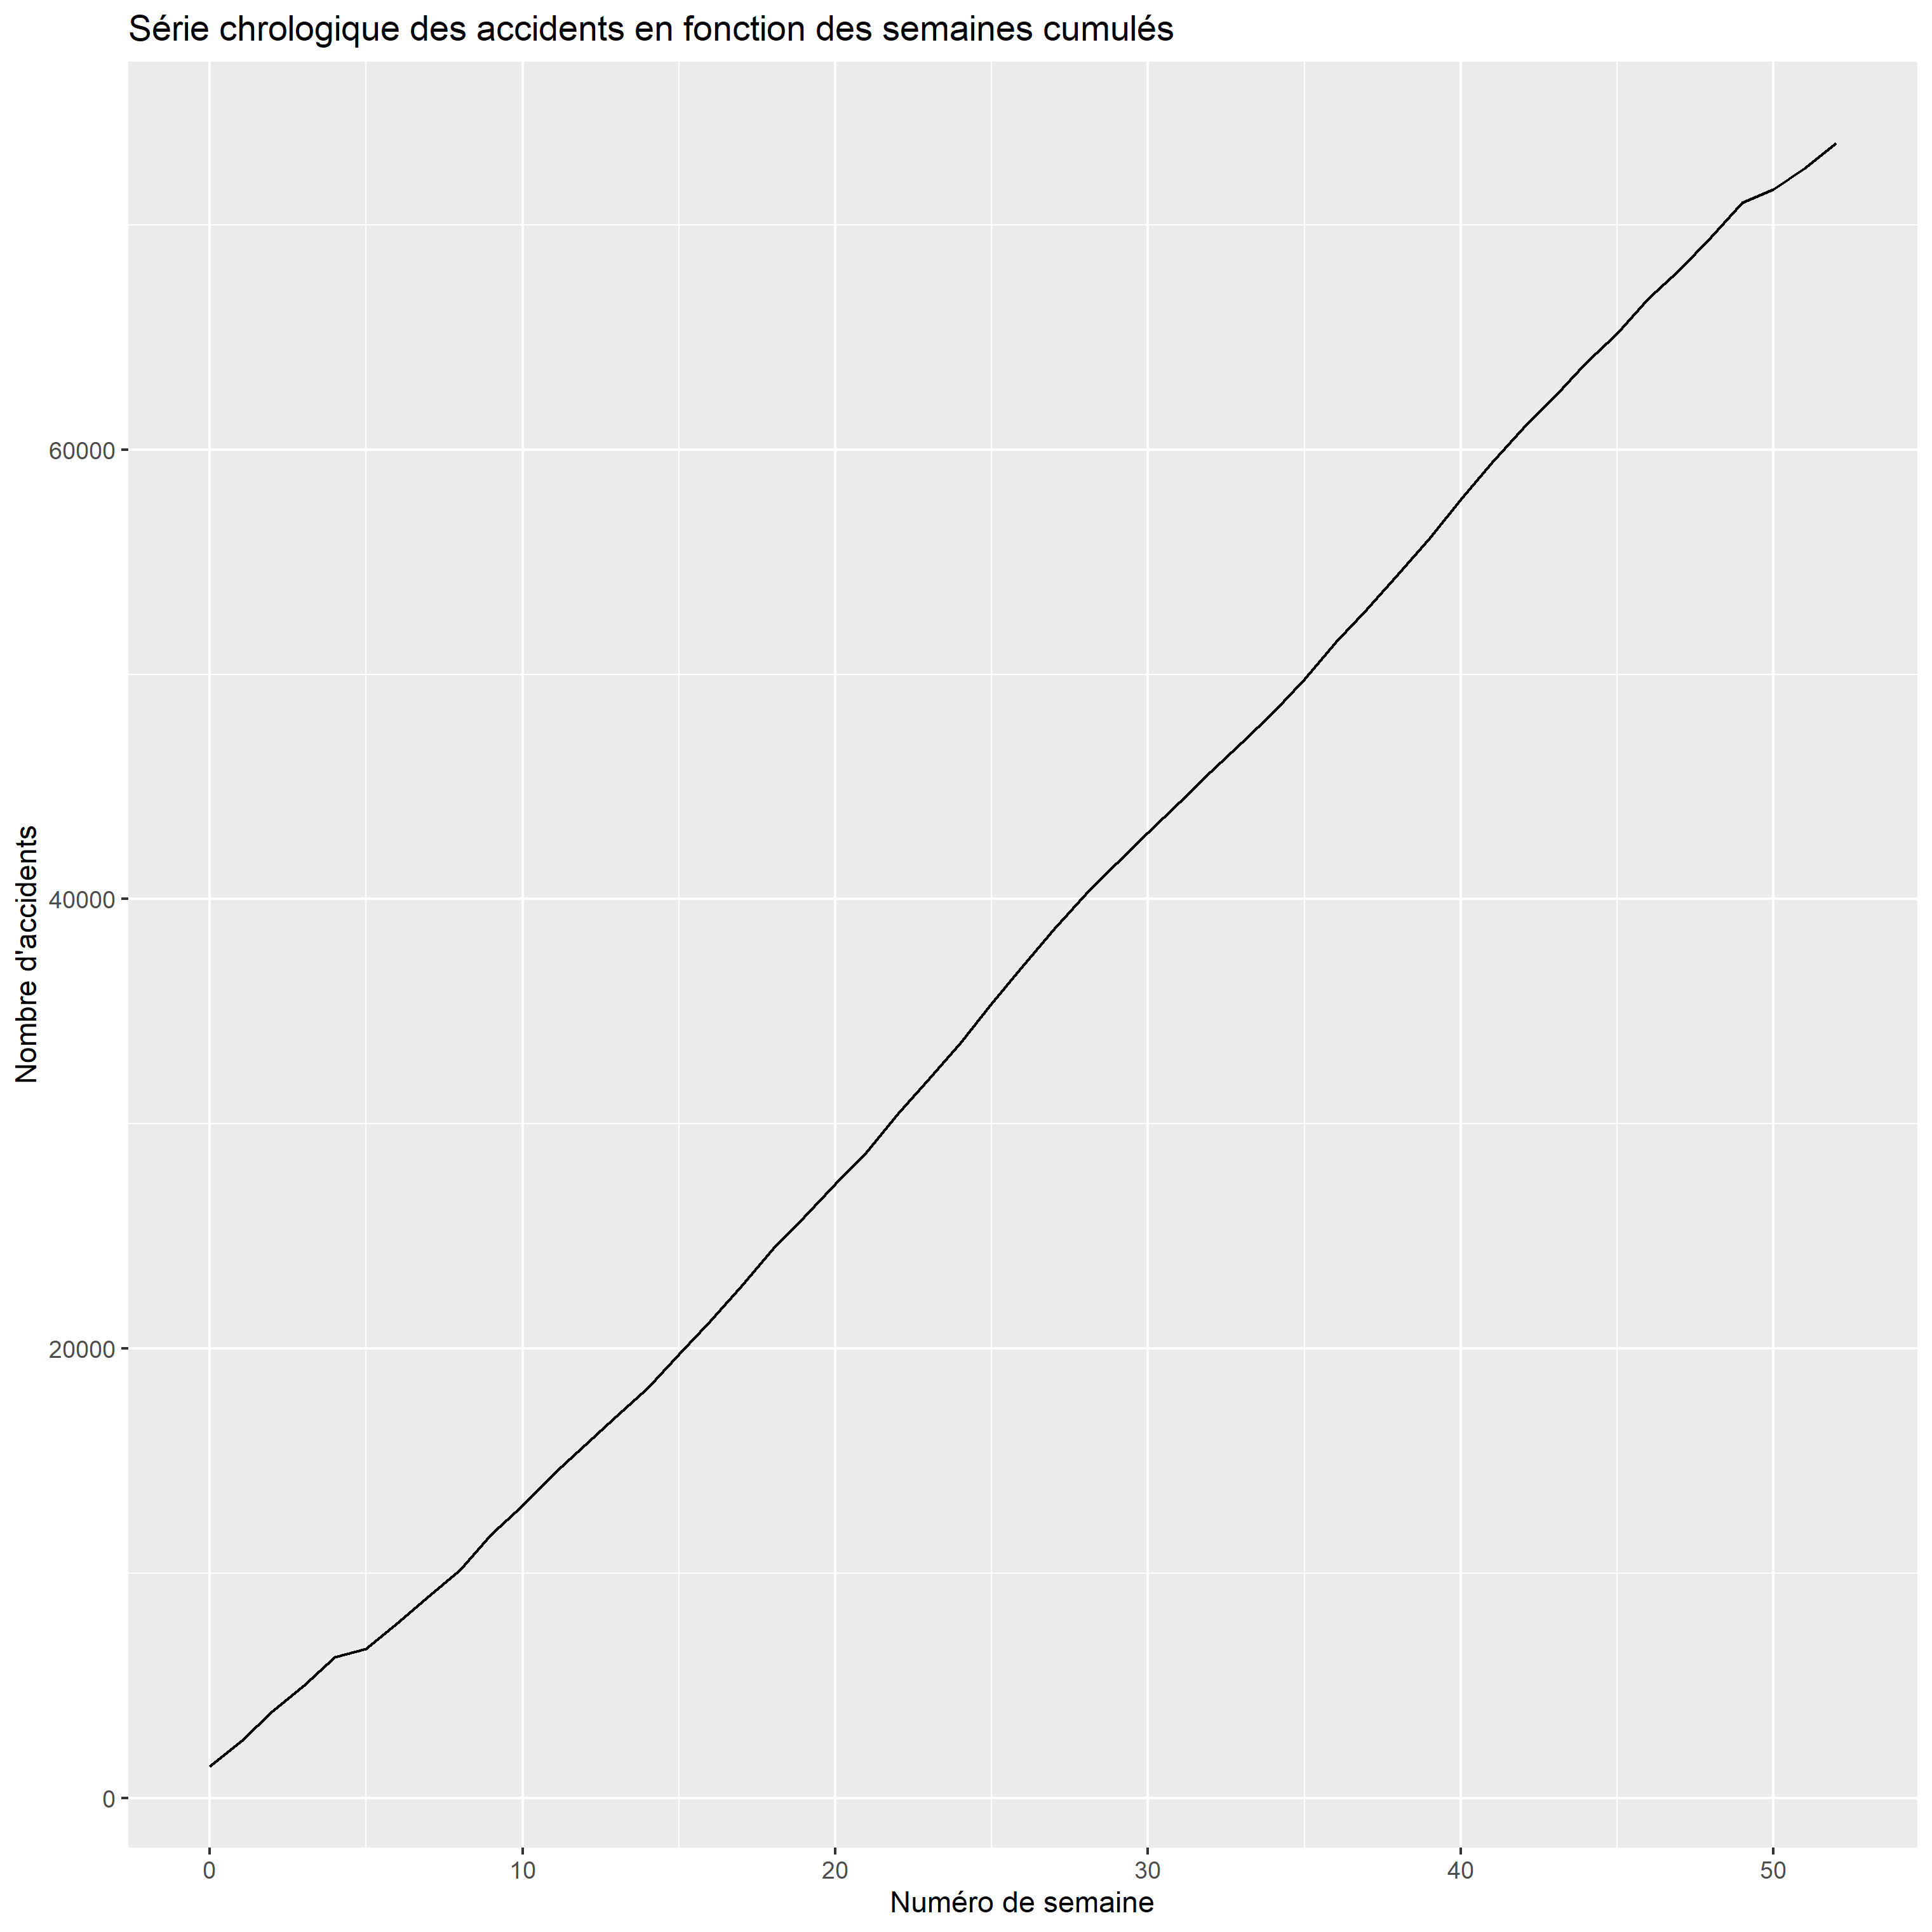 Série chrologique des accidents en fonction des semaines cumulés
Nombre d'accidents
60000
40000
20000
0
0 10 20 30 40 50
Numéro de semaine